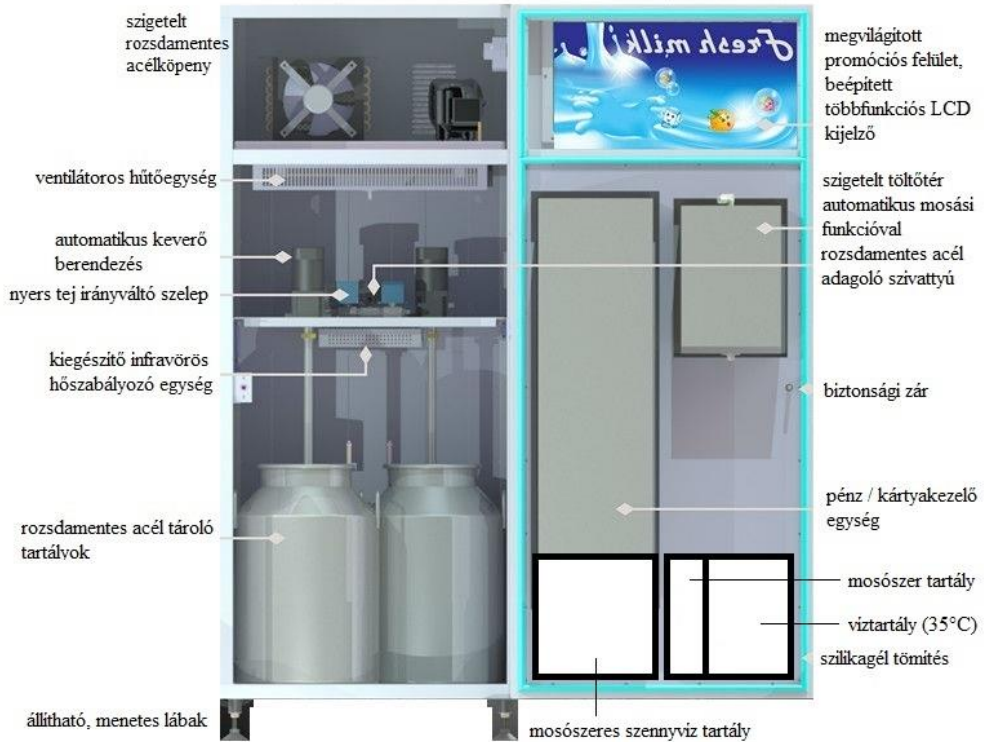 szigetelt
rozsdamentes
acélköpeny
ventilátoros hűtőegység
automatikus keverő
berendezés
nyers tej irányváltó szelep
kiegészítő infravörös
hőszabályozó egység
rozsdamentes acél tároló
tartályok
állítható, menetes lábak
Fresh milk
megvilágított
promóciós felület,
beépített
többfunkciós LCD
kijelző
szigetelt töltőtér
automatikus mosási
funkcióval
rozsdamentes acél
adagoló szivattyú
biztonsági zár
pénz / kártyakezelő
egység
mosószer tartály
víztartály (35°C)
szilikagél tömítés
mosószeres szennyvíz tartály